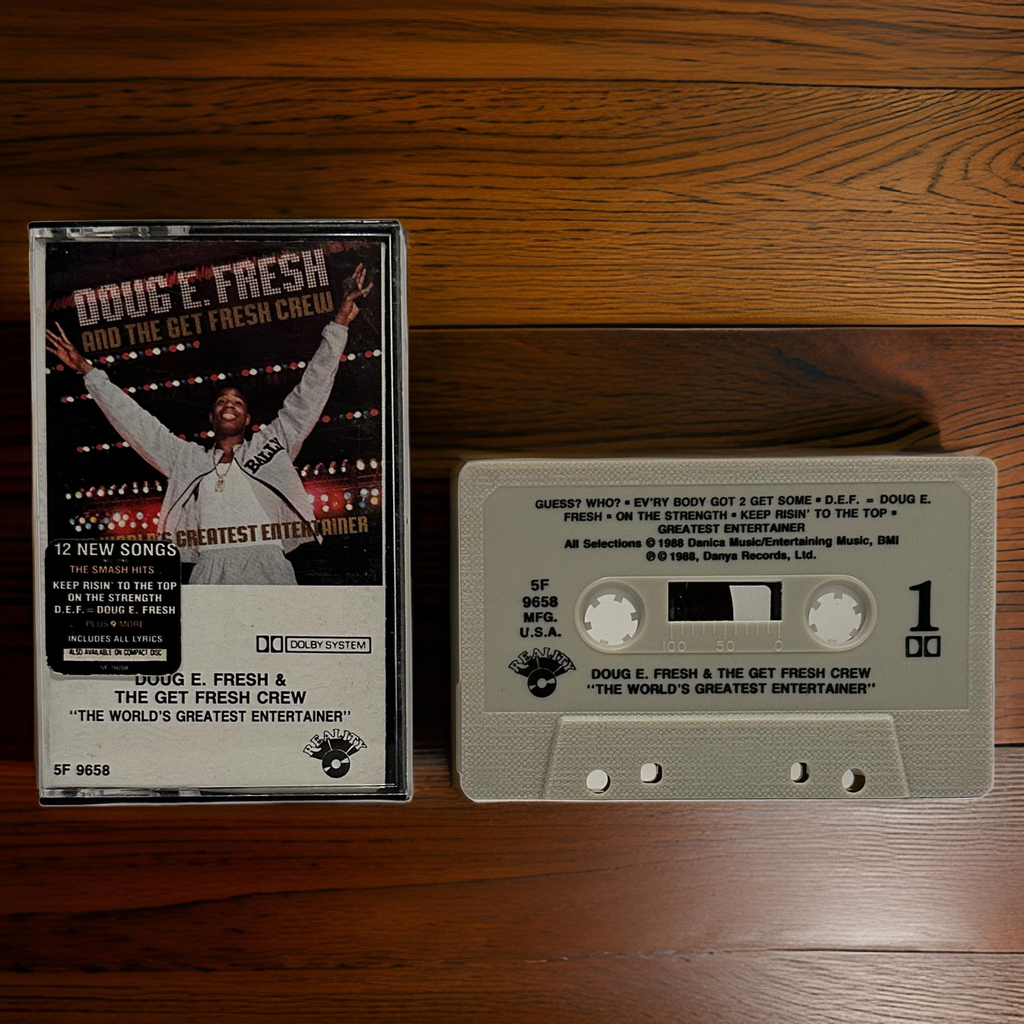 DOUG E. FRESH
AND THE GET FRESH CREW
BALLY
WORLD'S GREATEST ENTERTAINER
12 NEW SONGS
THE SMASH HITS...
KEEP RISIN' TO THE TOP
ON THE STRENGTH
D.E.F. = DOUG E. FRESH
PLUS 9 MORE
INCLUDES ALL LYRICS
ALSO AVAILABLE ON COMPACT DISC
5F 9658
DOLBY SYSTEM
DOUG E. FRESH &
THE GET FRESH CREW
"THE WORLD'S GREATEST ENTERTAINER"
REALITY
5F 9658
GUESS? WHO? ▪ EV'RY BODY GOT 2 GET SOME ▪ D.E.F. = DOUG E.
FRESH ▪ ON THE STRENGTH ▪ KEEP RISIN' TO THE TOP ▪
GREATEST ENTERTAINER
All Selections © 1988 Danica Music/Entertaining Music, BMI
℗ © 1988, Danya Records, Ltd.
5F
9658
MFG.
U.S.A.
100 50 0
1
REALITY
DOUG E. FRESH & THE GET FRESH CREW
"THE WORLD'S GREATEST ENTERTAINER"